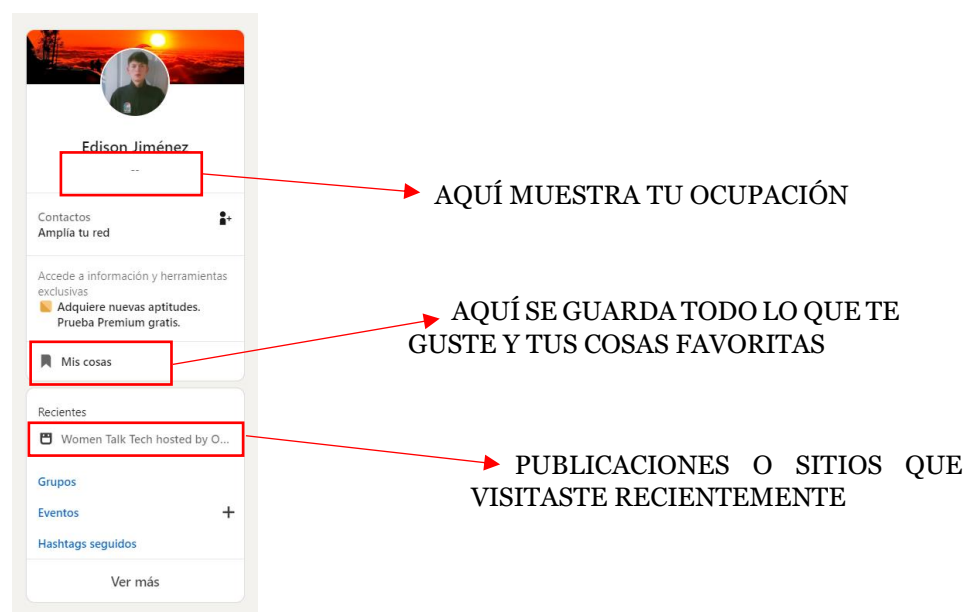 Edison Jiménez
--
AQUÍ MUESTRA TU OCUPACIÓN
Contactos
Amplía tu red
Accede a información y herramientas
exclusivas
Adquiere nuevas aptitudes.
Prueba Premium gratis.
AQUÍ SE GUARDA TODO LO QUE TE
GUSTE Y TUS COSAS FAVORITAS
Mis cosas
Recientes
Women Talk Tech hosted by O...
PUBLICACIONES O SITIOS QUE
VISITASTE RECIENTEMENTE
Grupos
Eventos +
Hashtags seguidos
Ver más